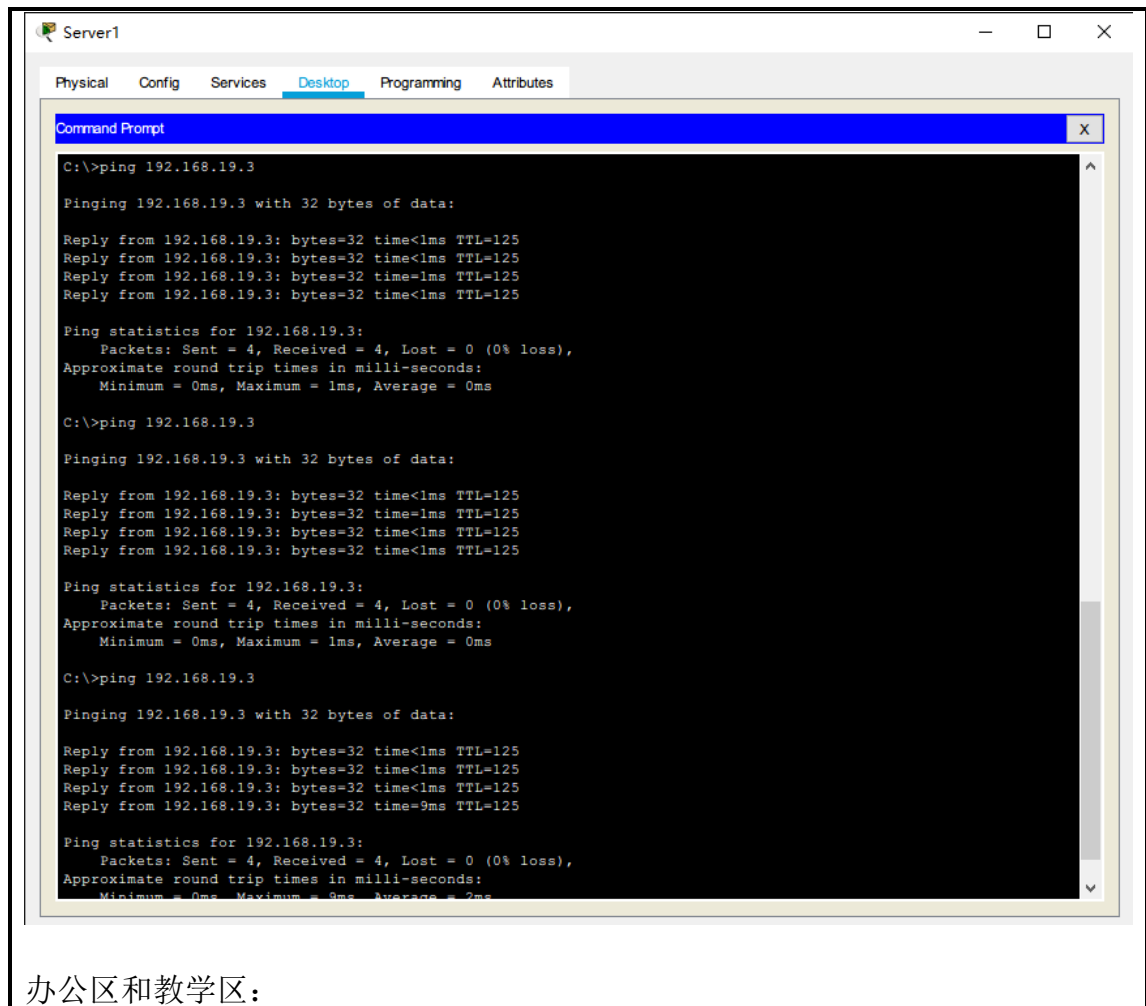 Server1
Physical Config Services Desktop Programming Attributes
Command Prompt X
C:\>ping 192.168.19.3
Pinging 192.168.19.3 with 32 bytes of data:
Reply from 192.168.19.3: bytes=32 time<1ms TTL=125
Reply from 192.168.19.3: bytes=32 time<1ms TTL=125
Reply from 192.168.19.3: bytes=32 time=1ms TTL=125
Reply from 192.168.19.3: bytes=32 time<1ms TTL=125
Ping statistics for 192.168.19.3:
Packets: Sent = 4, Received = 4, Lost = 0 (0% loss),
Approximate round trip times in milli-seconds:
Minimum = 0ms, Maximum = 1ms, Average = 0ms
C:\>ping 192.168.19.3
Pinging 192.168.19.3 with 32 bytes of data:
Reply from 192.168.19.3: bytes=32 time<1ms TTL=125
Reply from 192.168.19.3: bytes=32 time=1ms TTL=125
Reply from 192.168.19.3: bytes=32 time<1ms TTL=125
Reply from 192.168.19.3: bytes=32 time<1ms TTL=125
Ping statistics for 192.168.19.3:
Packets: Sent = 4, Received = 4, Lost = 0 (0% loss),
Approximate round trip times in milli-seconds:
Minimum = 0ms, Maximum = 1ms, Average = 0ms
C:\>ping 192.168.19.3
Pinging 192.168.19.3 with 32 bytes of data:
Reply from 192.168.19.3: bytes=32 time<1ms TTL=125
Reply from 192.168.19.3: bytes=32 time<1ms TTL=125
Reply from 192.168.19.3: bytes=32 time<1ms TTL=125
Reply from 192.168.19.3: bytes=32 time=9ms TTL=125
Ping statistics for 192.168.19.3:
Packets: Sent = 4, Received = 4, Lost = 0 (0% loss),
Approximate round trip times in milli-seconds:
Minimum = 0ms, Maximum = 9ms, Average = 2ms
办公区和教学区：